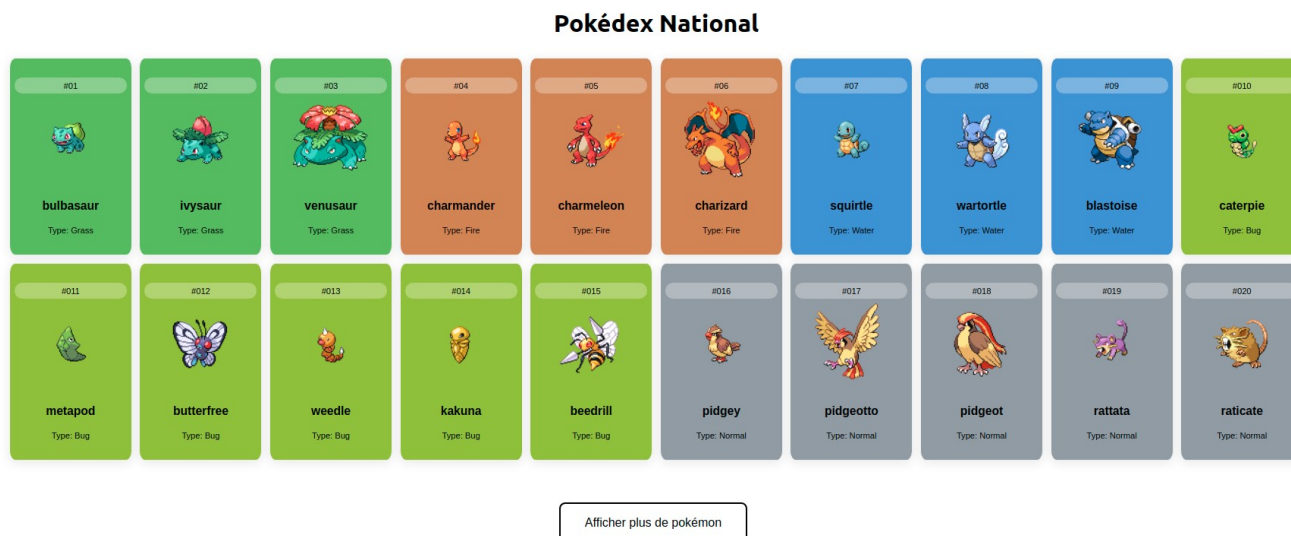 Pokédex National
#01 #02 #03 #04 #05 #06 #07 #08 #09 #010
bulbasaur ivysaur venusaur charmander charmeleon charizard squirtle wartortle blastoise caterpie
Type: Grass Type: Grass Type: Grass Type: Fire Type: Fire Type: Fire Type: Water Type: Water Type: Water Type: Bug
#011 #012 #013 #014 #015 #016 #017 #018 #019 #020
metapod butterfree weedle kakuna beedrill pidgey pidgeotto pidgeot rattata raticate
Type: Bug Type: Bug Type: Bug Type: Bug Type: Bug Type: Normal Type: Normal Type: Normal Type: Normal Type: Normal
Afficher plus de pokémon